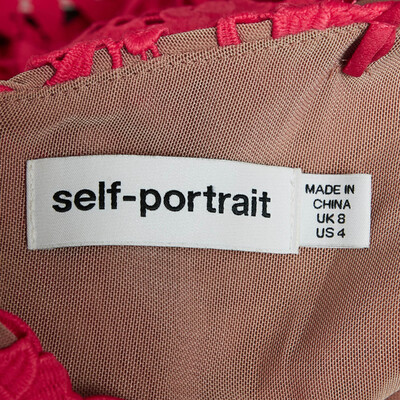 self-portrait
MADE IN
CHINA
UK 8
US 4